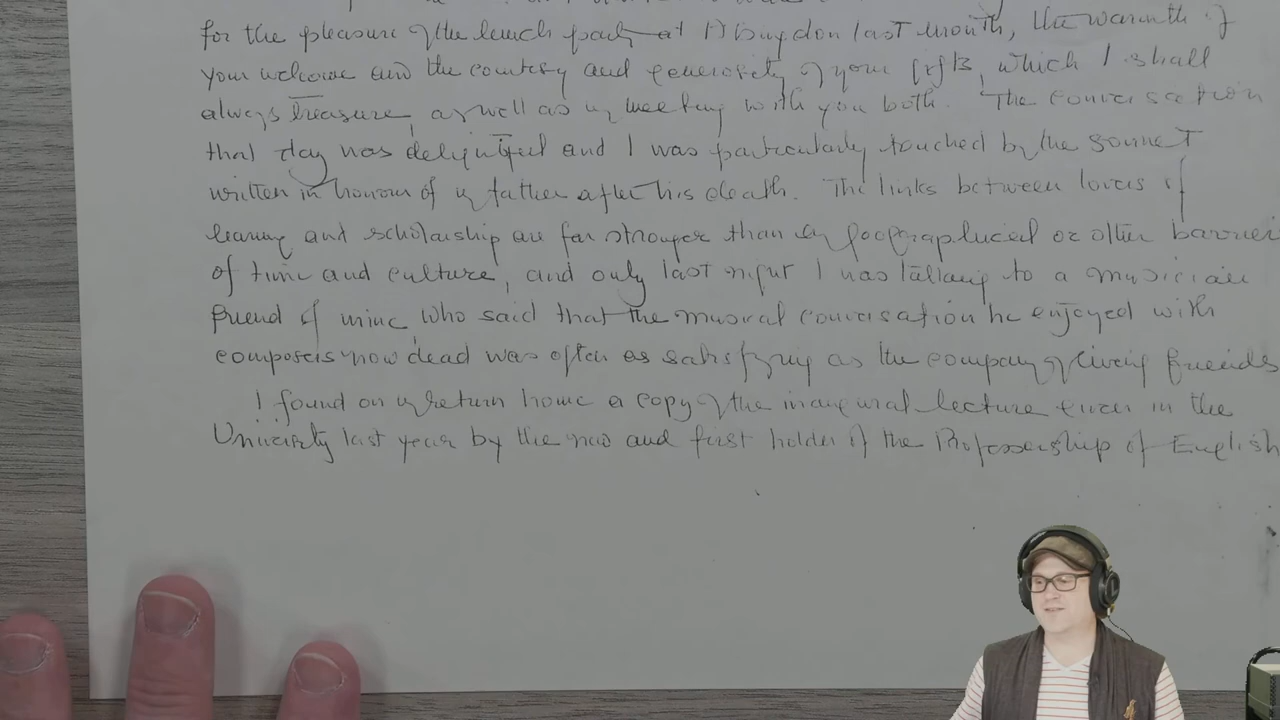 for the pleasure of the lunch party at Abingdon last month, the warmth of
your welcome and the courtesy and generosity of your gifts, which I shall
always treasure, as well as my meeting with you both. The conversation
that day was delightful and I was particularly touched by the sonnet
written in honour of my father after his death. The links between lovers of
learning and scholarship are far stronger than any geographical or other barrier
of time and culture, and only last night I was talking to a musician
friend of mine who said that the musical conversation he enjoyed with
composers now dead was often as satisfying as the company of living friends
I found on my return home a copy of the inaugural lecture given in the
University last year by the new and first holder of the Professorship of English